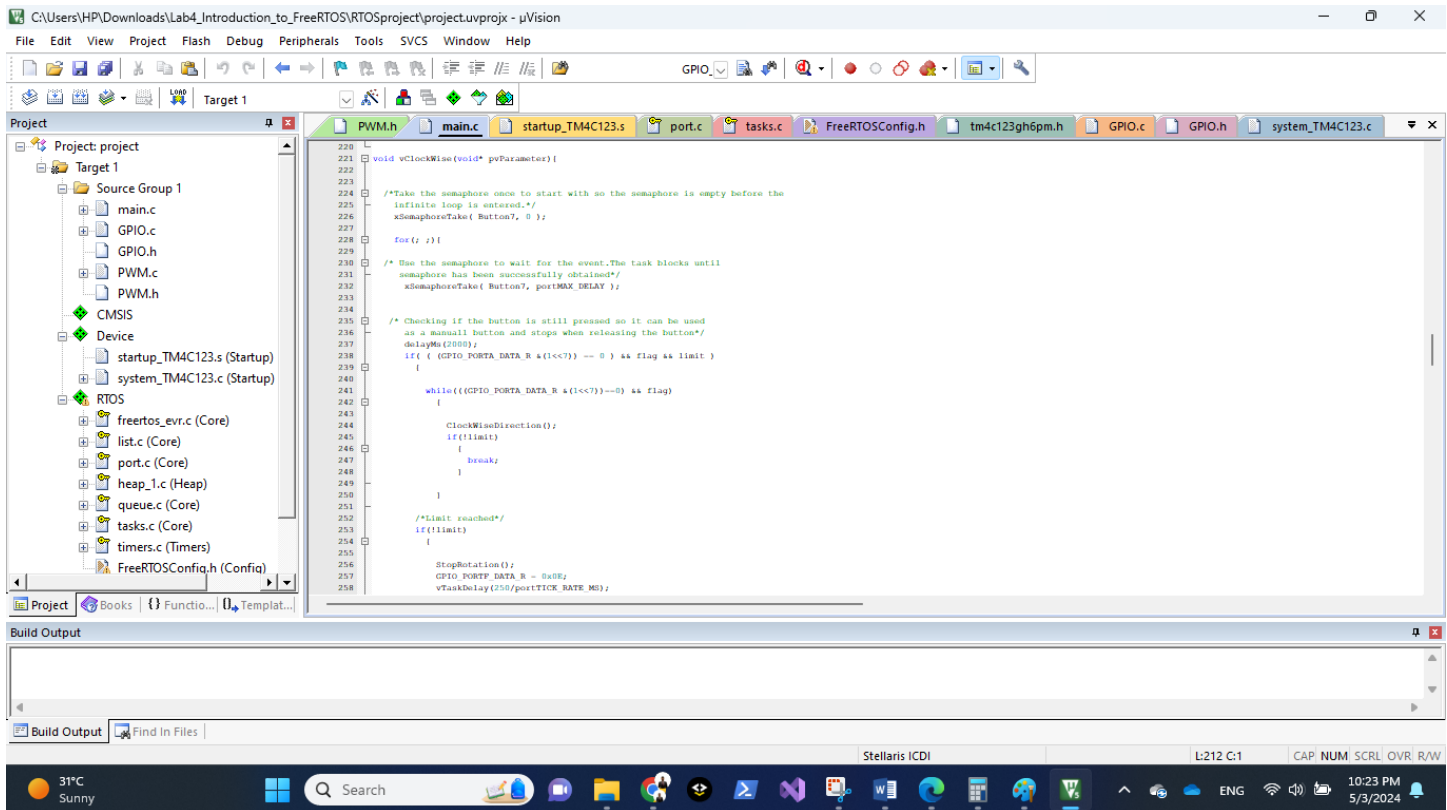 C:\Users\HP\Downloads\Lab4_Introduction_to_FreeRTOS\RTOSproject\project.uvprojx - µVision
File Edit View Project Flash Debug Peripherals Tools SVCS Window Help
GPIO_
LOAD
Target 1
Project
PWM.h main.c startup_TM4C123.s port.c tasks.c FreeRTOSConfig.h tm4c123gh6pm.h GPIO.c GPIO.h system_TM4C123.c
Project: project
Target 1
Source Group 1
main.c
GPIO.c
GPIO.h
PWM.c
PWM.h
CMSIS
Device
startup_TM4C123.s (Startup)
system_TM4C123.c (Startup)
RTOS
freertos_evr.c (Core)
list.c (Core)
port.c (Core)
heap_1.c (Heap)
queue.c (Core)
tasks.c (Core)
timers.c (Timers)
FreeRTOSConfig.h (Config)
Project Books {} Functio... Templat...
220
221 void vClockWise(void* pvParameter){
222
223
224 /*Take the semaphore once to start with so the semaphore is empty before the
225 infinite loop is entered.*/
226 xSemaphoreTake( Button7, 0 );
227
228 for(; ;){
229
230 /* Use the semaphore to wait for the event.The task blocks until
231 semaphore has been successfully obtained*/
232 xSemaphoreTake( Button7, portMAX_DELAY );
233
234
235 /* Checking if the button is still pressed so it can be used
236 as a manuall button and stops when releasing the button*/
237 delayMs(2000);
238 if( ( (GPIO_PORTA_DATA_R &(1<<7)) == 0 ) && flag && limit )
239 {
240
241 while(((GPIO_PORTA_DATA_R &(1<<7))==0) && flag)
242 {
243
244 ClockWiseDirection();
245 if(!limit)
246 {
247 break;
248 }
249
250 }
251
252 /*Limit reached*/
253 if(!limit)
254 {
255
256 StopRotation();
257 GPIO_PORTF_DATA_R = 0x0E;
258 vTaskDelay(250/portTICK_RATE_MS);
Build Output
Build Output Find In Files
Stellaris ICDI L:212 C:1 CAP NUM SCRL OVR R/W
31°C
Sunny
Search
ENG
10:23 PM
5/3/2024